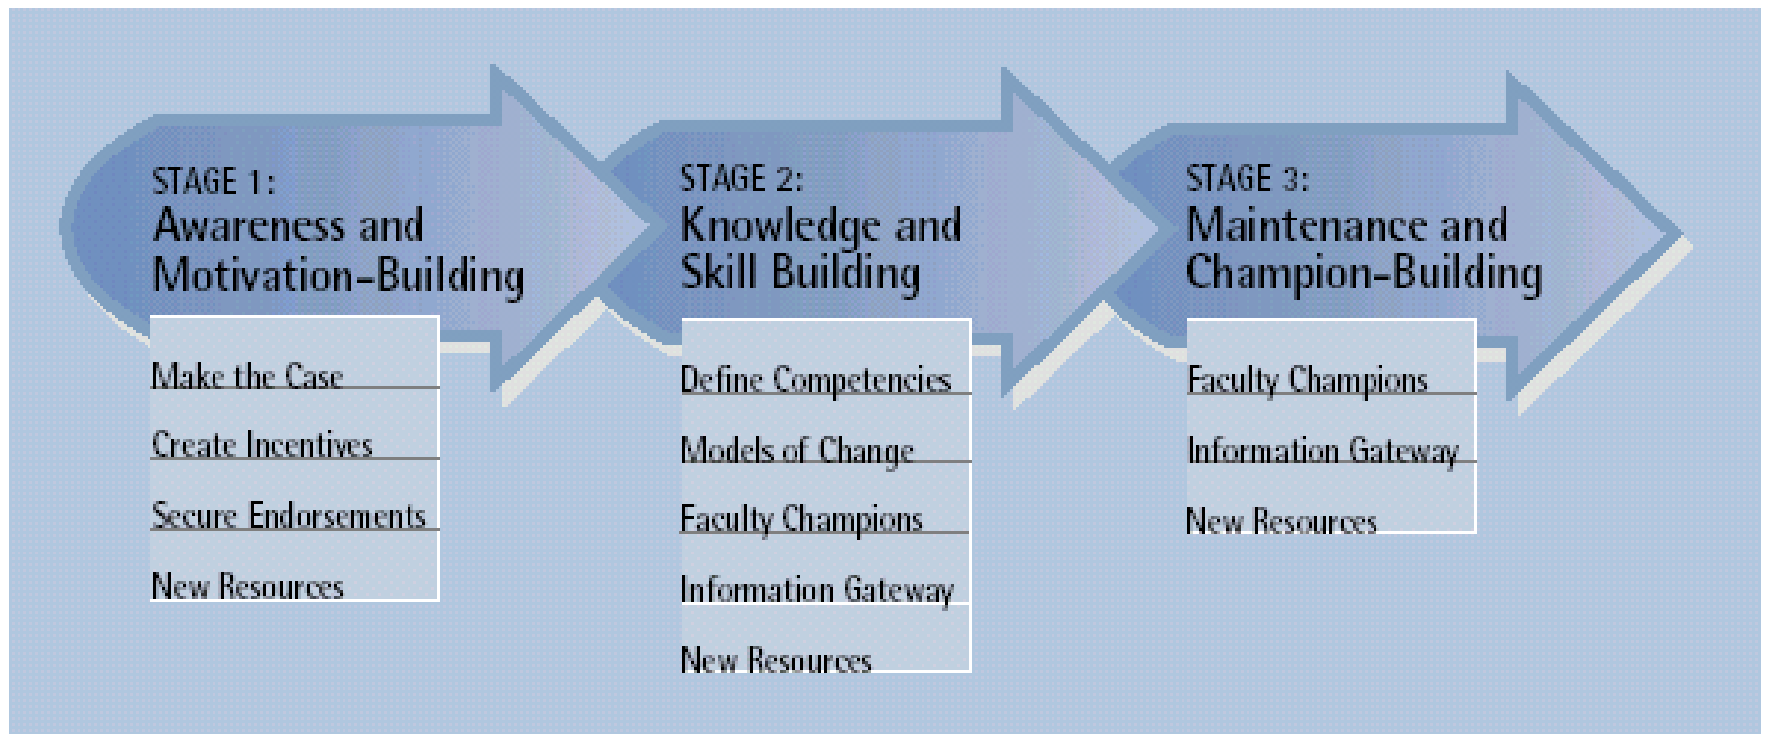 STAGE 1:
Awareness and
Motivation-Building
Make the Case
Create Incentives
Secure Endorsements
New Resources
STAGE 2:
Knowledge and
Skill Building
Define Competencies
Models of Change
Faculty Champions
Information Gateway
New Resources
STAGE 3:
Maintenance and
Champion-Building
Faculty Champions
Information Gateway
New Resources